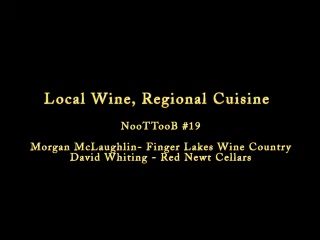 Local Wine, Regional Cuisine
NooTTooB #19
Morgan McLaughlin- Finger Lakes Wine Country
David Whiting - Red Newt Cellars